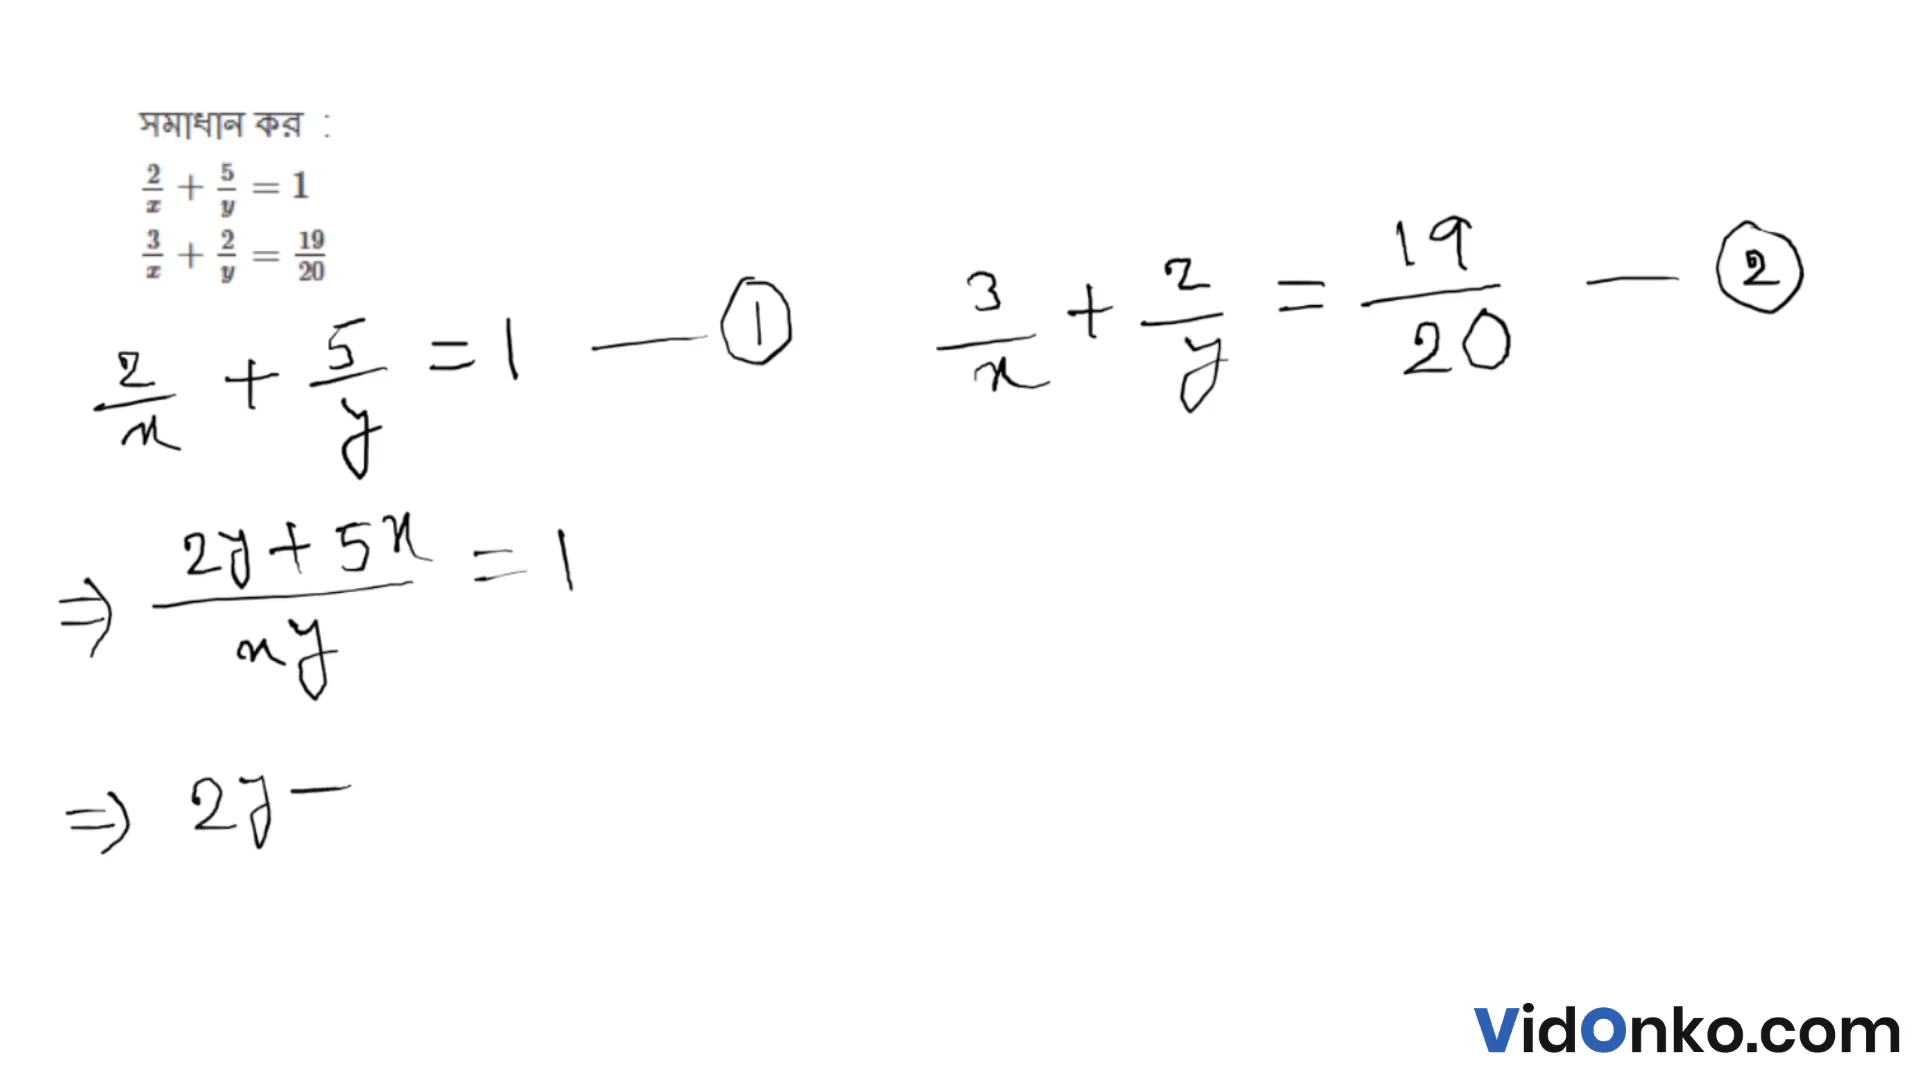 সমাধান কর :
2/x + 5/y = 1
3/x + 2/y = 19/20
2/x + 5/y = 1 — ①
3/x + 2/y = 19/20 — ②
⇒ (2y + 5x)/xy = 1
⇒ 2y −
VidOnko.com